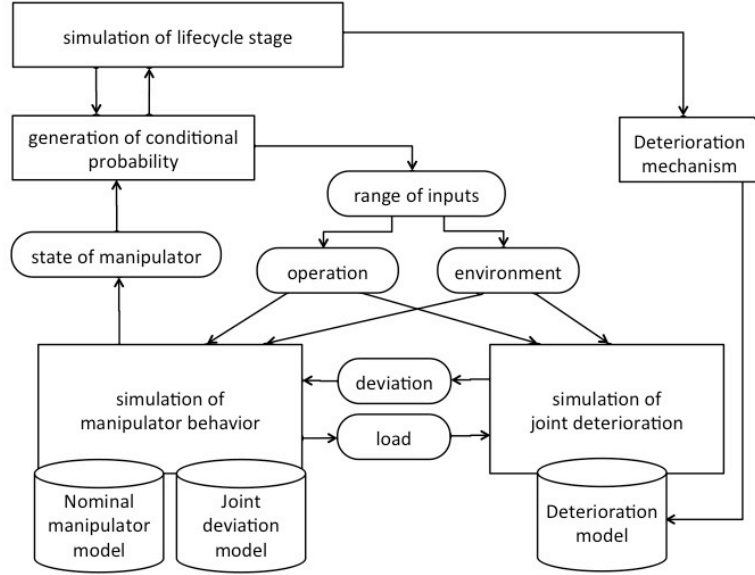 simulation of lifecycle stage
generation of conditional
probability
Deterioration
mechanism
range of inputs
state of manipulator
operation
environment
simulation of
manipulator behavior
deviation
load
simulation of
joint deterioration
Nominal
manipulator
model
Joint
deviation
model
Deterioration
model